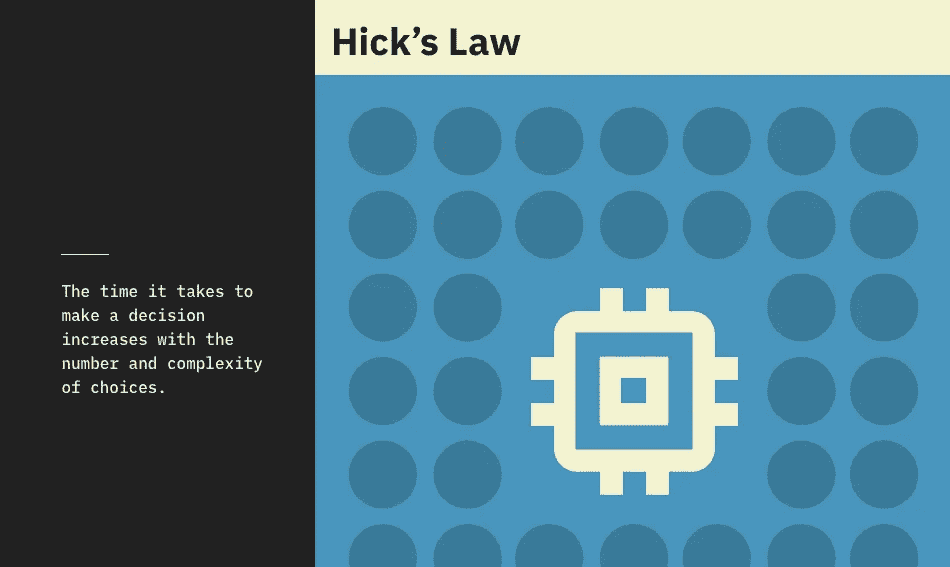 Hick’s Law
The time it takes to
make a decision
increases with the
number and complexity
of choices.